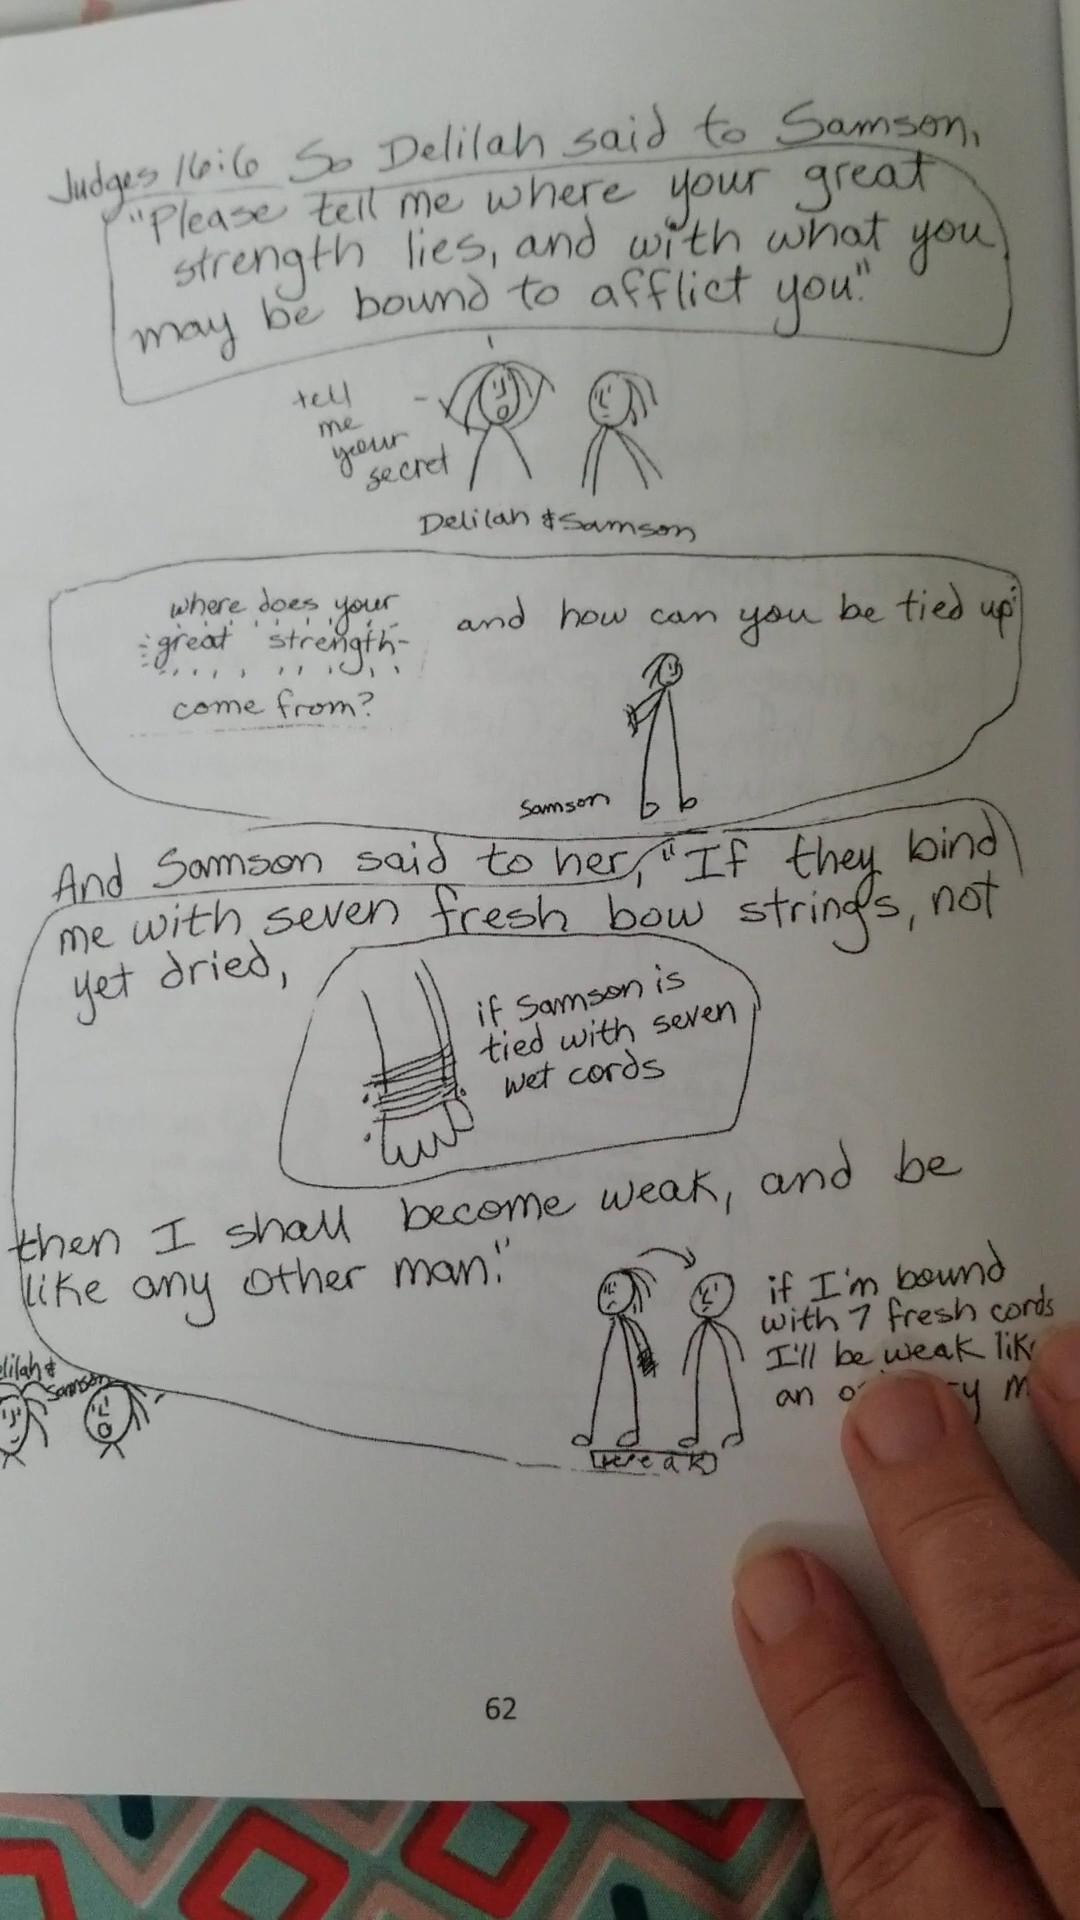 Judges 16:6 So Delilah said to Samson,
"Please tell me where your great
strength lies, and with what you
may be bound to afflict you."
tell
me
your
secret
Delilah & Samson
where does your
great strength
come from?
and how can you be tied up
Samson
And Samson said to her, "If they bind
me with seven fresh bow strings, not
yet dried,
if Samson is
tied with seven
wet cords
then I shall become weak, and be
like any other man."
if I'm bound
with 7 fresh cords
I'll be weak lik
an
elilah &
Samson
weak
62